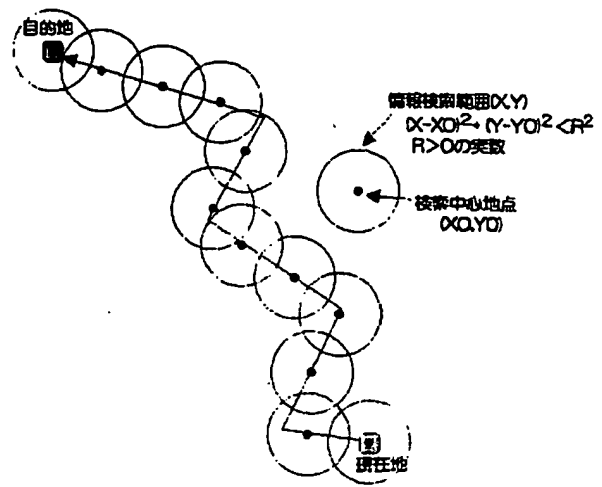 目的地
情報検索範囲(X,Y)
(X-X0)²+(Y-Y0)²<R²
R>0の実数
検索中心地点
(X0,Y0)
現在地